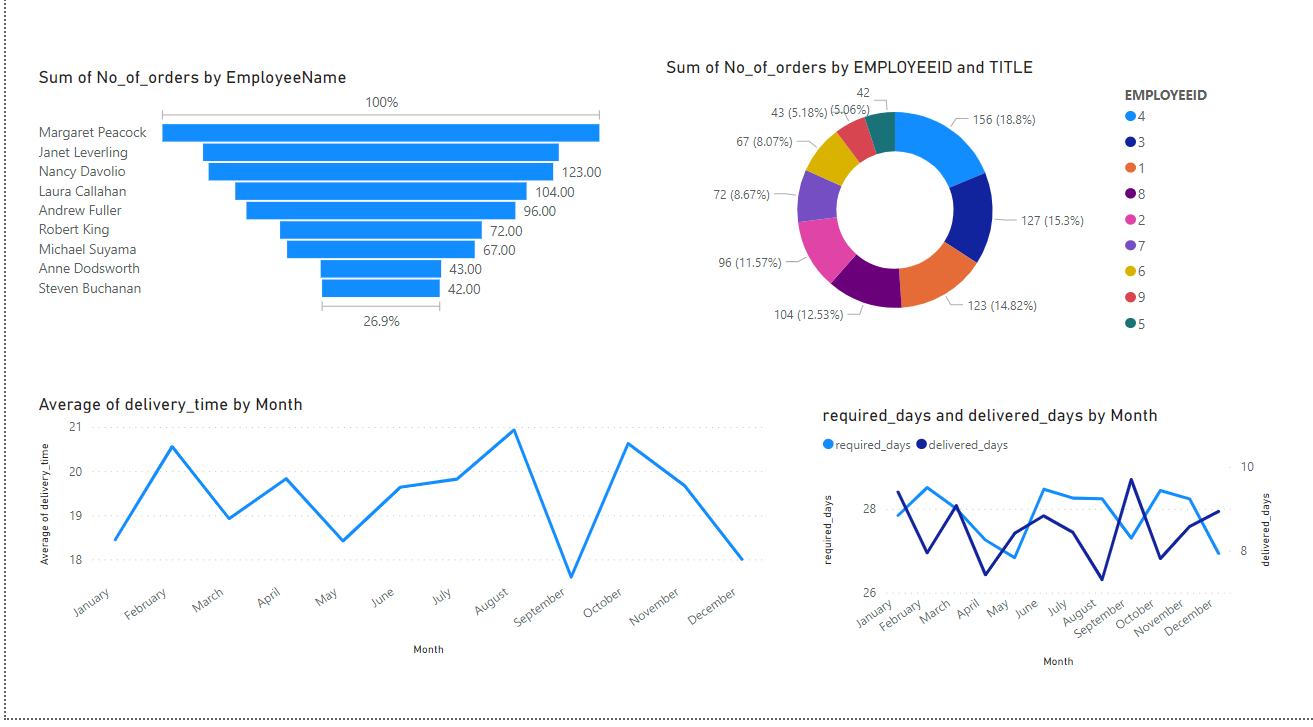 Sum of No_of_orders by EmployeeName
100%
Margaret Peacock
Janet Leverling
Nancy Davolio
123.00
Laura Callahan
104.00
Andrew Fuller
96.00
Robert King
72.00
Michael Suyama
67.00
Anne Dodsworth
43.00
Steven Buchanan
42.00
26.9%
Sum of No_of_orders by EMPLOYEEID and TITLE
42
(5.06%)
43 (5.18%)
67 (8.07%)
72 (8.67%)
96 (11.57%)
104 (12.53%)
156 (18.8%)
127 (15.3%)
123 (14.82%)
EMPLOYEEID
4
3
1
8
2
7
6
9
5
Average of delivery_time by Month
Average of delivery_time
21
20
19
18
January
February
March
April
May
June
July
August
September
October
November
December
Month
required_days and delivered_days by Month
required_days
delivered_days
required_days
28
26
10
8
delivered_days
January
February
March
April
May
June
July
August
September
October
November
December
Month